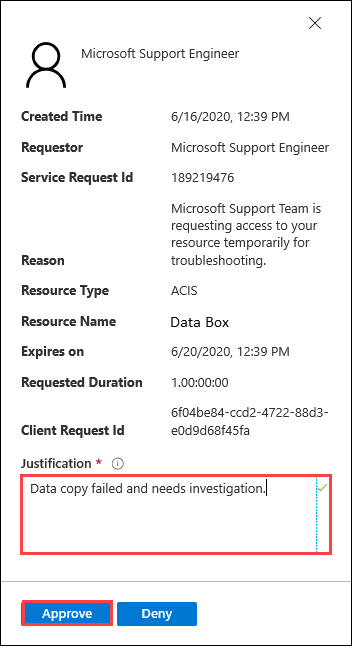 Microsoft Support Engineer
Created Time 6/16/2020, 12:39 PM
Requestor Microsoft Support Engineer
Service Request Id 189219476
Microsoft Support Team is
requesting access to your
resource temporarily for
Reason troubleshooting.
Resource Type ACIS
Resource Name Data Box
Expires on 6/20/2020, 12:39 PM
Requested Duration 1.00:00:00
6f04be84-ccd2-4722-88d3-
Client Request Id e0d9d68f45fa
Justification *
Data copy failed and needs investigation.
Approve Deny